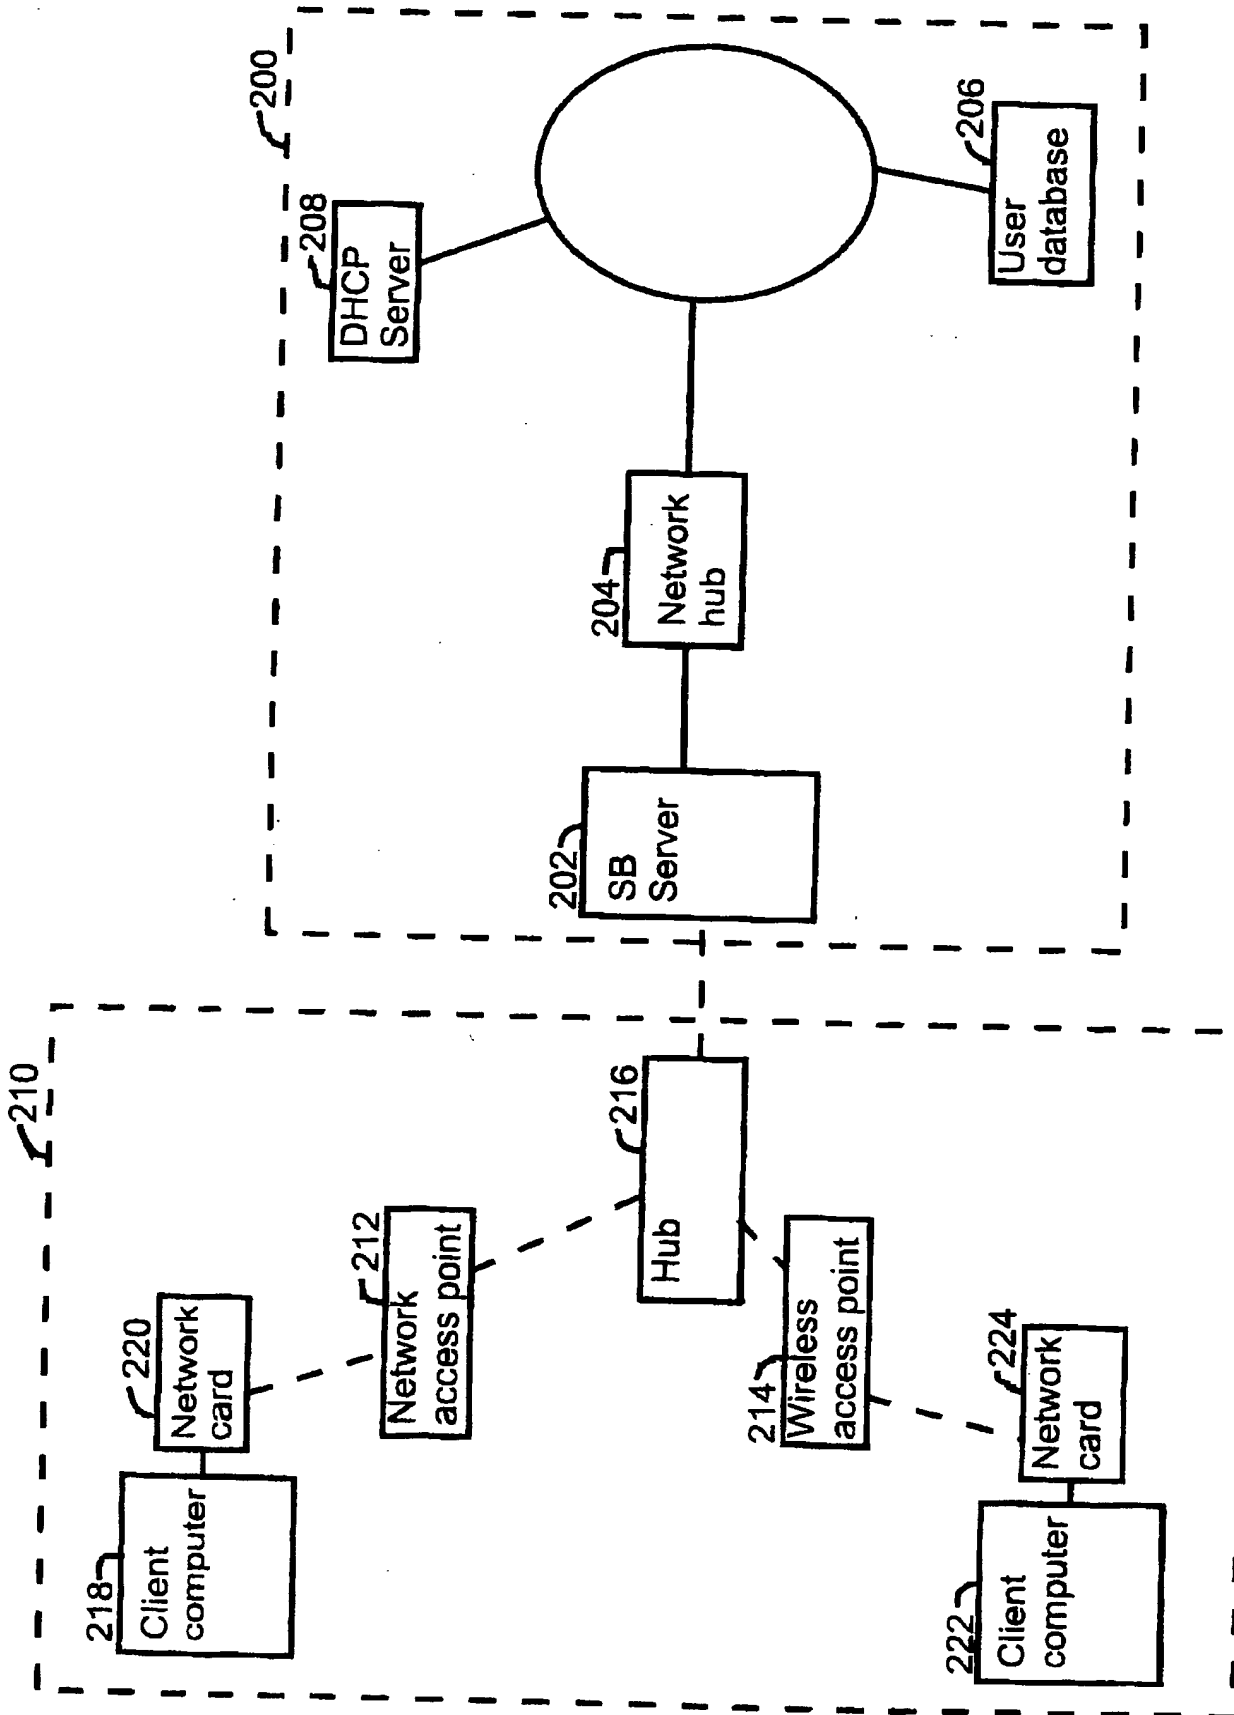 210
200
218
Client
computer
220
Network
card
212
Network
access point
216
Hub
214
Wireless
access point
222
Client
computer
224
Network
card
202
SB
Server
204
Network
hub
208
DHCP
Server
206
User
database